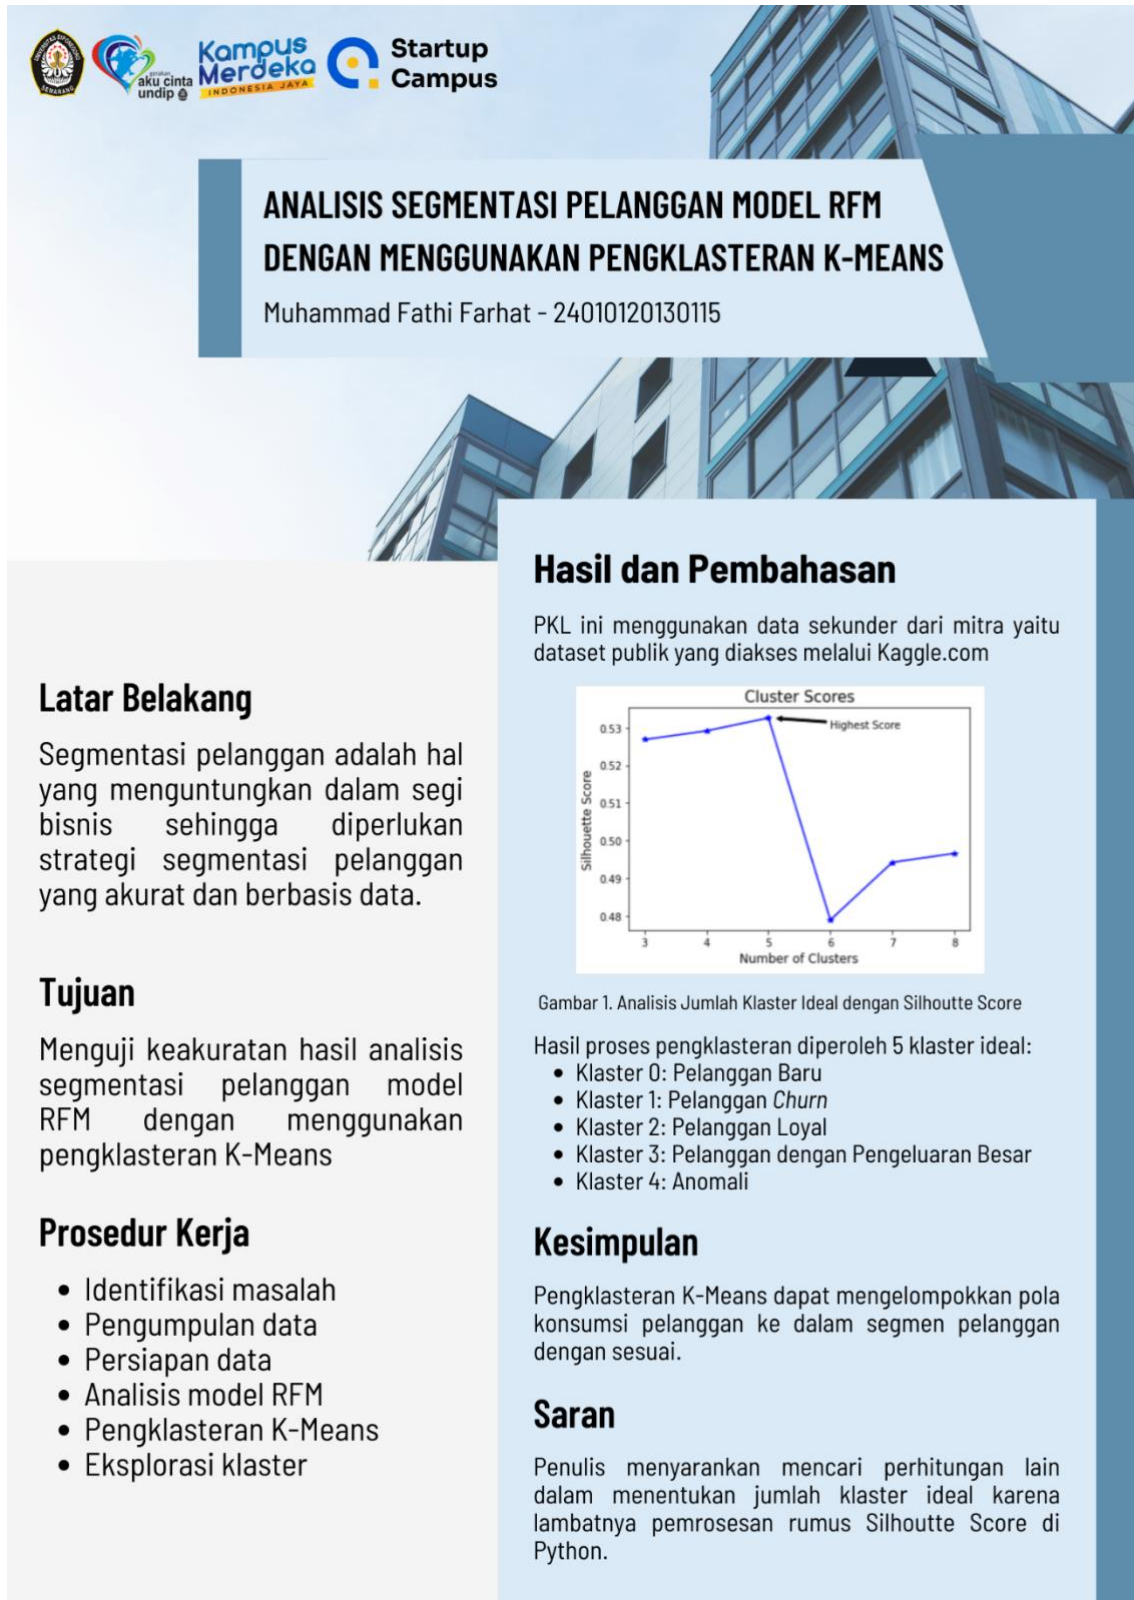 UNIVERSITAS DIPONEGORO
SEMARANG
gerakan
aku cinta
undip
Kampus
Merdeka
INDONESIA JAYA
Startup
Campus
ANALISIS SEGMENTASI PELANGGAN MODEL RFM
DENGAN MENGGUNAKAN PENGKLASTERAN K-MEANS
Muhammad Fathi Farhat - 24010120130115
Latar Belakang
Segmentasi pelanggan adalah hal
yang menguntungkan dalam segi
bisnis sehingga diperlukan
strategi segmentasi pelanggan
yang akurat dan berbasis data.
Tujuan
Menguji keakuratan hasil analisis
segmentasi pelanggan model
RFM dengan menggunakan
pengklasteran K-Means
Prosedur Kerja
• Identifikasi masalah
• Pengumpulan data
• Persiapan data
• Analisis model RFM
• Pengklasteran K-Means
• Eksplorasi klaster
Hasil dan Pembahasan
PKL ini menggunakan data sekunder dari mitra yaitu
dataset publik yang diakses melalui Kaggle.com
Cluster Scores
Highest Score
Silhouette Score
0.53
0.52
0.51
0.50
0.49
0.48
3 4 5 6 7 8
Number of Clusters
Gambar 1. Analisis Jumlah Klaster Ideal dengan Silhoutte Score
Hasil proses pengklasteran diperoleh 5 klaster ideal:
• Klaster 0: Pelanggan Baru
• Klaster 1: Pelanggan Churn
• Klaster 2: Pelanggan Loyal
• Klaster 3: Pelanggan dengan Pengeluaran Besar
• Klaster 4: Anomali
Kesimpulan
Pengklasteran K-Means dapat mengelompokkan pola
konsumsi pelanggan ke dalam segmen pelanggan
dengan sesuai.
Saran
Penulis menyarankan mencari perhitungan lain
dalam menentukan jumlah klaster ideal karena
lambatnya pemrosesan rumus Silhoutte Score di
Python.